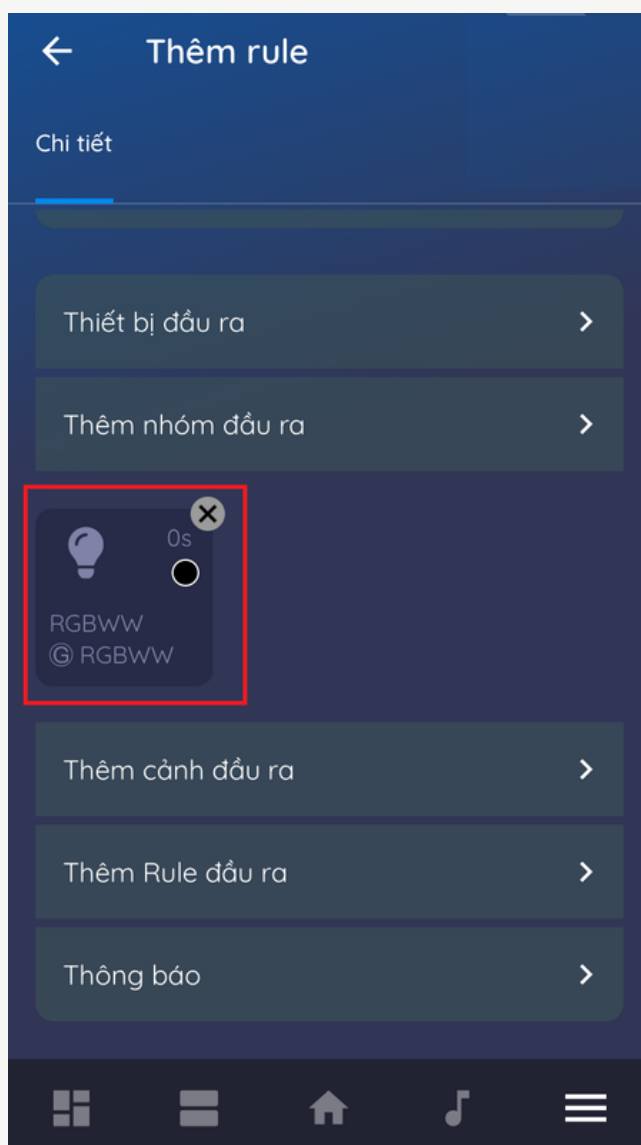 Thêm rule
Chi tiết
Thiết bị đầu ra
Thêm nhóm đầu ra
0s
RGBWW
G RGBWW
Thêm cảnh đầu ra
Thêm Rule đầu ra
Thông báo